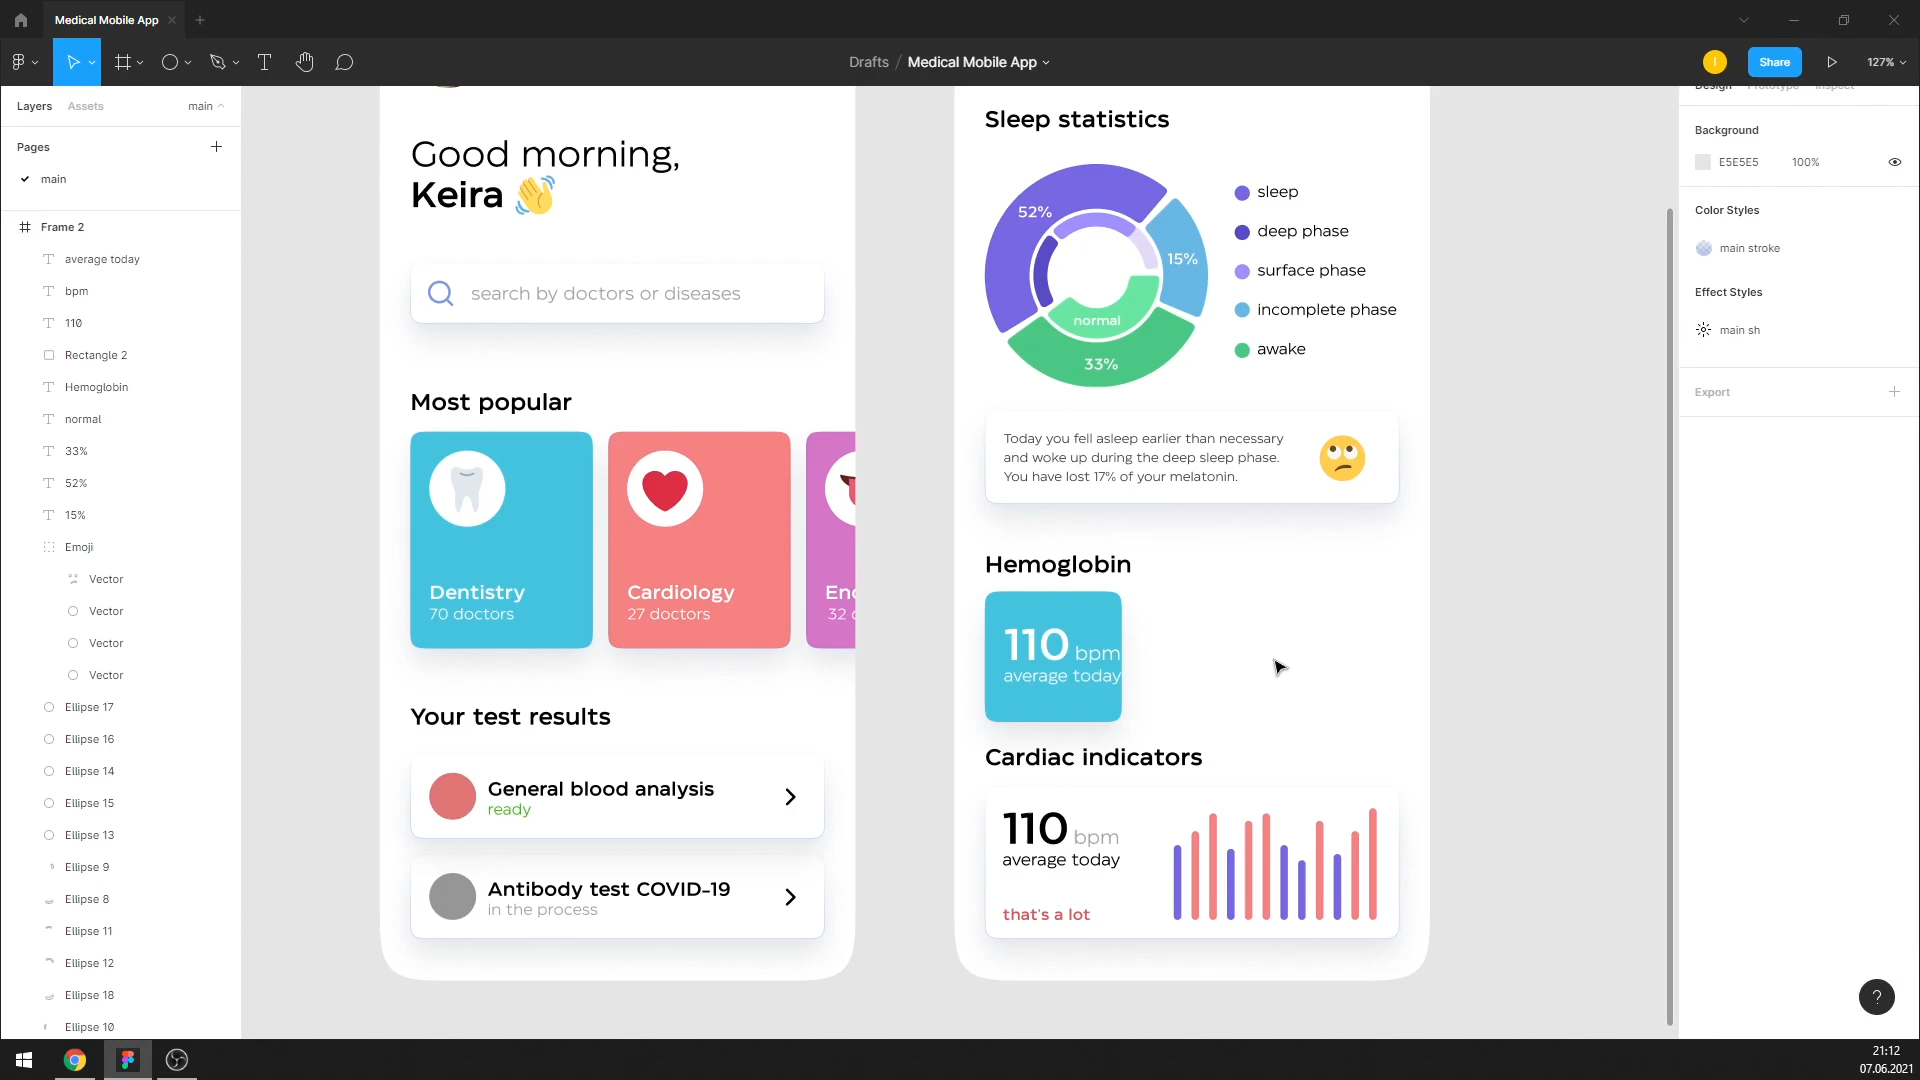 Medical Mobile App
Drafts / Medical Mobile App
I
Share
127%
Layers Assets main
Pages
main
Frame 2
average today
bpm
110
Rectangle 2
Hemoglobin
normal
33%
52%
15%
Emoji
Vector
Vector
Vector
Vector
Ellipse 17
Ellipse 16
Ellipse 14
Ellipse 15
Ellipse 13
Ellipse 9
Ellipse 8
Ellipse 11
Ellipse 12
Ellipse 18
Ellipse 10
Good morning,
Keira
search by doctors or diseases
Most popular
Dentistry
70 doctors
Cardiology
27 doctors
Your test results
General blood analysis
ready
Antibody test COVID-19
in the process
Sleep statistics
52%
15%
normal
33%
sleep
deep phase
surface phase
incomplete phase
awake
Today you fell asleep earlier than necessary
and woke up during the deep sleep phase.
You have lost 17% of your melatonin.
Hemoglobin
110 bpm
average today
Cardiac indicators
110 bpm
average today
that's a lot
Design Prototype Inspect
Background
E5E5E5 100%
Color Styles
main stroke
Effect Styles
main sh
Export
?
21:12
07.06.2021